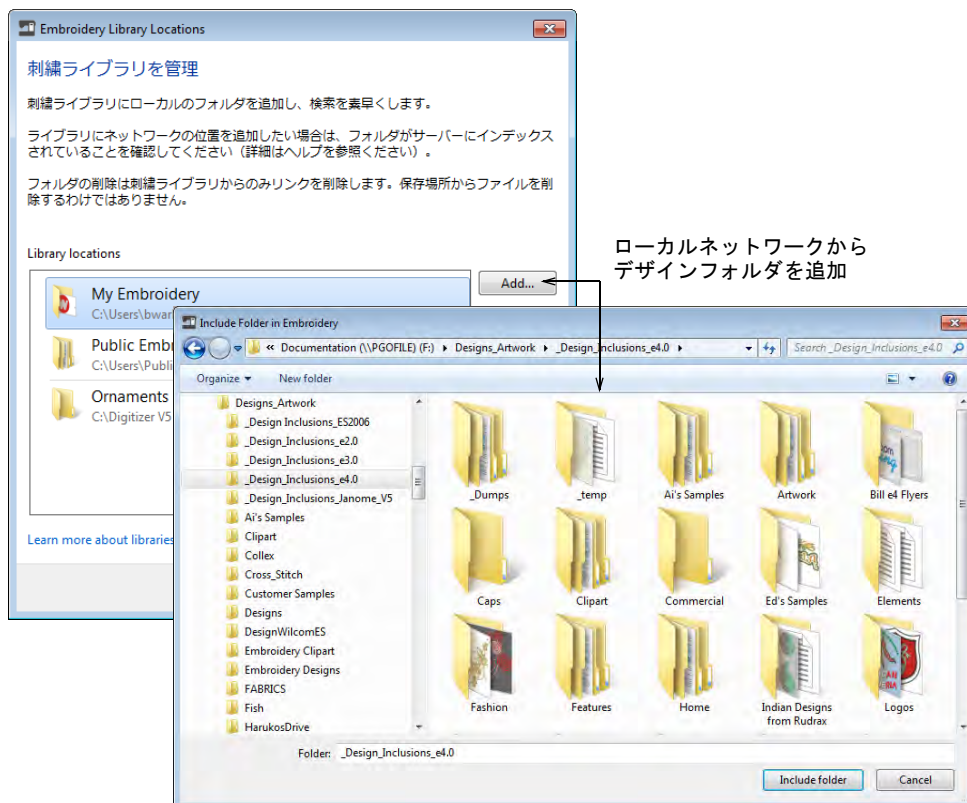 Embroidery Library Locations
刺繍ライブラリを管理
刺繍ライブラリにローカルのフォルダを追加し、検索を素早くします。
ライブラリにネットワークの位置を追加したい場合は、フォルダがサーバーにインデックス
されていることを確認してください（詳細はヘルプを参照ください）.
フォルダの削除は刺繍ライブラリからのみリンクを削除します。保存場所からファイルを削
除するわけではありません。
Library locations
Add...
My Embroidery
C:\Users\bwar
Public Embr
C:\Users\Publi
Ornaments
C:\Digitizer V5
Learn more about libraries
ローカルネットワークから
デザインフォルダを追加
Include Folder in Embroidery
« Documentation (\\PGOFILE) (F:) Designs_Artwork _Design_Inclusions_e4.0
Search _Design_Inclusions_e4.0
Organize New folder
Designs_Artwork
_Design Inclusions_ES2006
_Design_Inclusions_e2.0
_Design_Inclusions_e3.0
_Design_Inclusions_e4.0
_Design_Inclusions_Janome_V5
Ai's Samples
Clipart
Collex
Cross_Stitch
Customer Samples
Designs
DesignWilcomES
Embroidery Clipart
Embroidery Designs
FABRICS
Fish
HarukosDrive
_Dumps
_temp
Ai's Samples
Artwork
Bill e4 Flyers
Caps
Clipart
Commercial
Ed's Samples
Elements
Fashion
Features
Home
Indian Designs
from Rudrax
Logos
Folder: _Design_Inclusions_e4.0
Include folder
Cancel